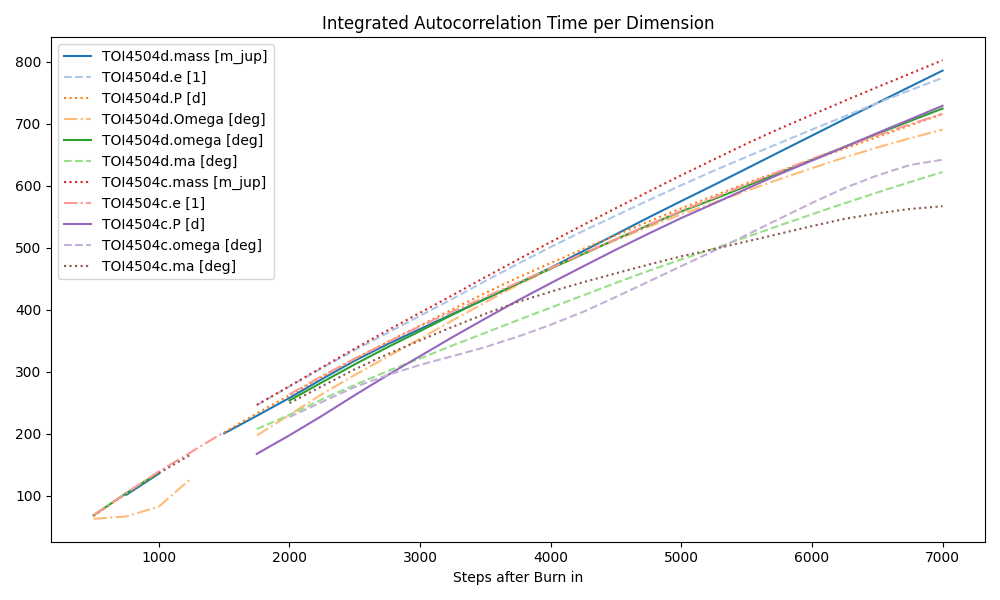 Integrated Autocorrelation Time per Dimension
TOI4504d.mass [m_jup]
TOI4504d.e [1]
TOI4504d.P [d]
TOI4504d.Omega [deg]
TOI4504d.omega [deg]
TOI4504d.ma [deg]
TOI4504c.mass [m_jup]
TOI4504c.e [1]
TOI4504c.P [d]
TOI4504c.omega [deg]
TOI4504c.ma [deg]
800
700
600
500
400
300
200
100
1000 2000 3000 4000 5000 6000 7000
Steps after Burn in